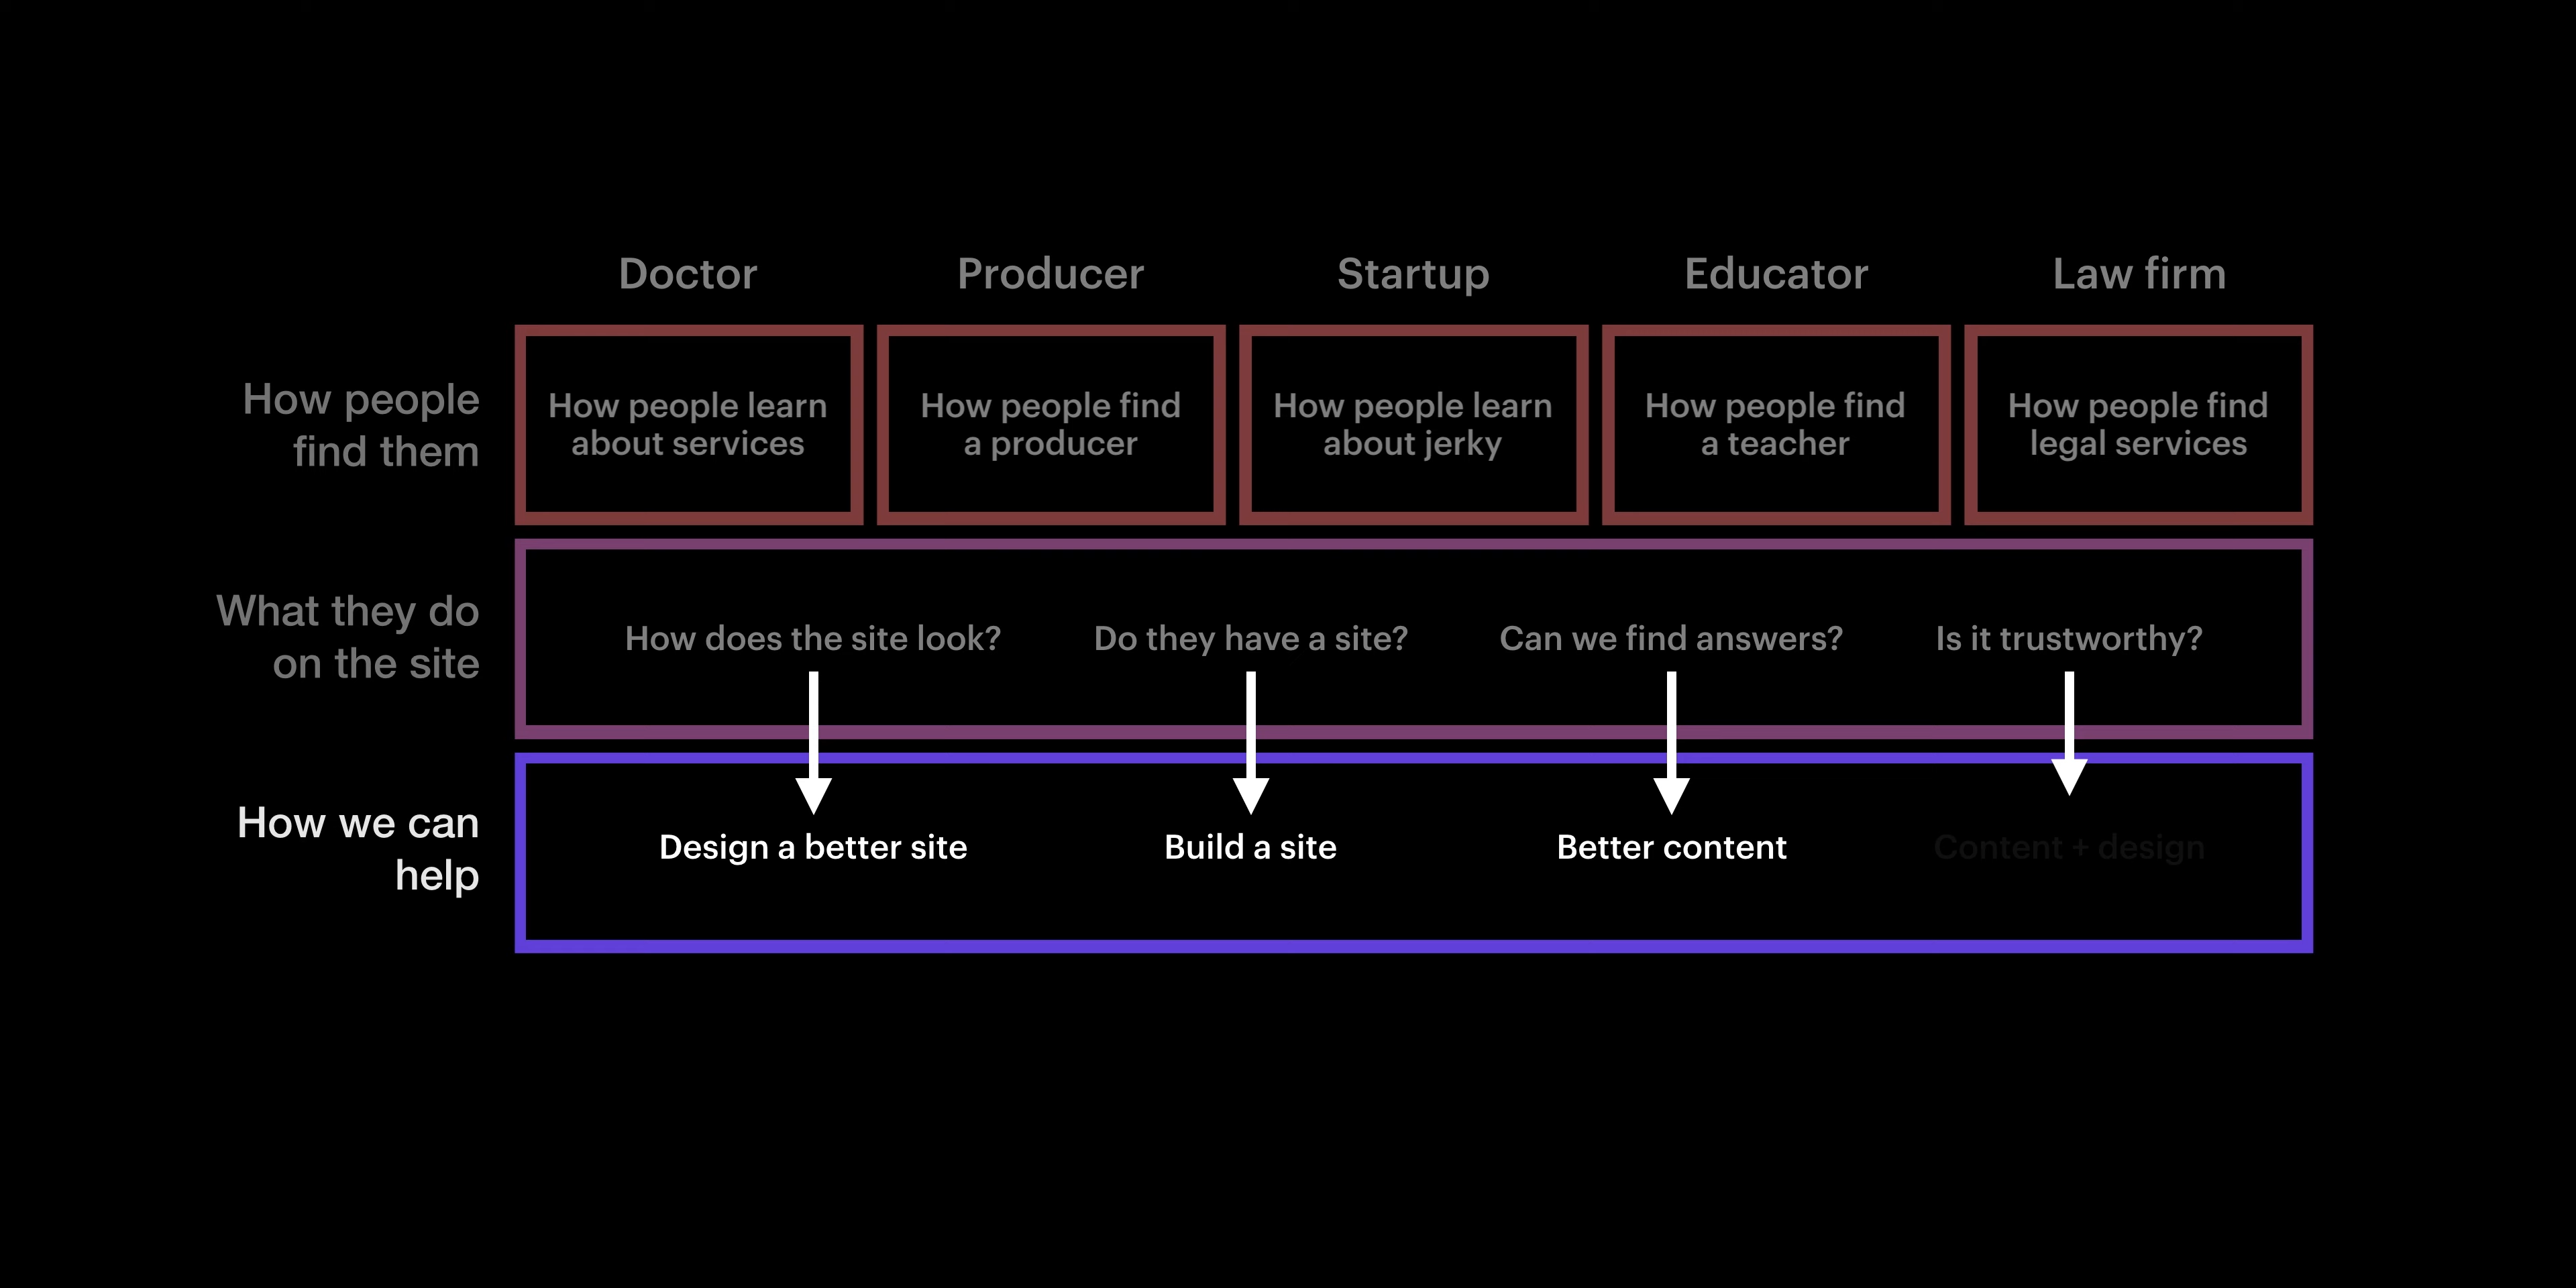 Doctor
Producer
Startup
Educator
Law firm
How people
find them
How people learn
about services
How people find
a producer
How people learn
about jerky
How people find
a teacher
How people find
legal services
What they do
on the site
How does the site look?
Do they have a site?
Can we find answers?
Is it trustworthy?
How we can
help
Design a better site
Build a site
Better content
Content + design